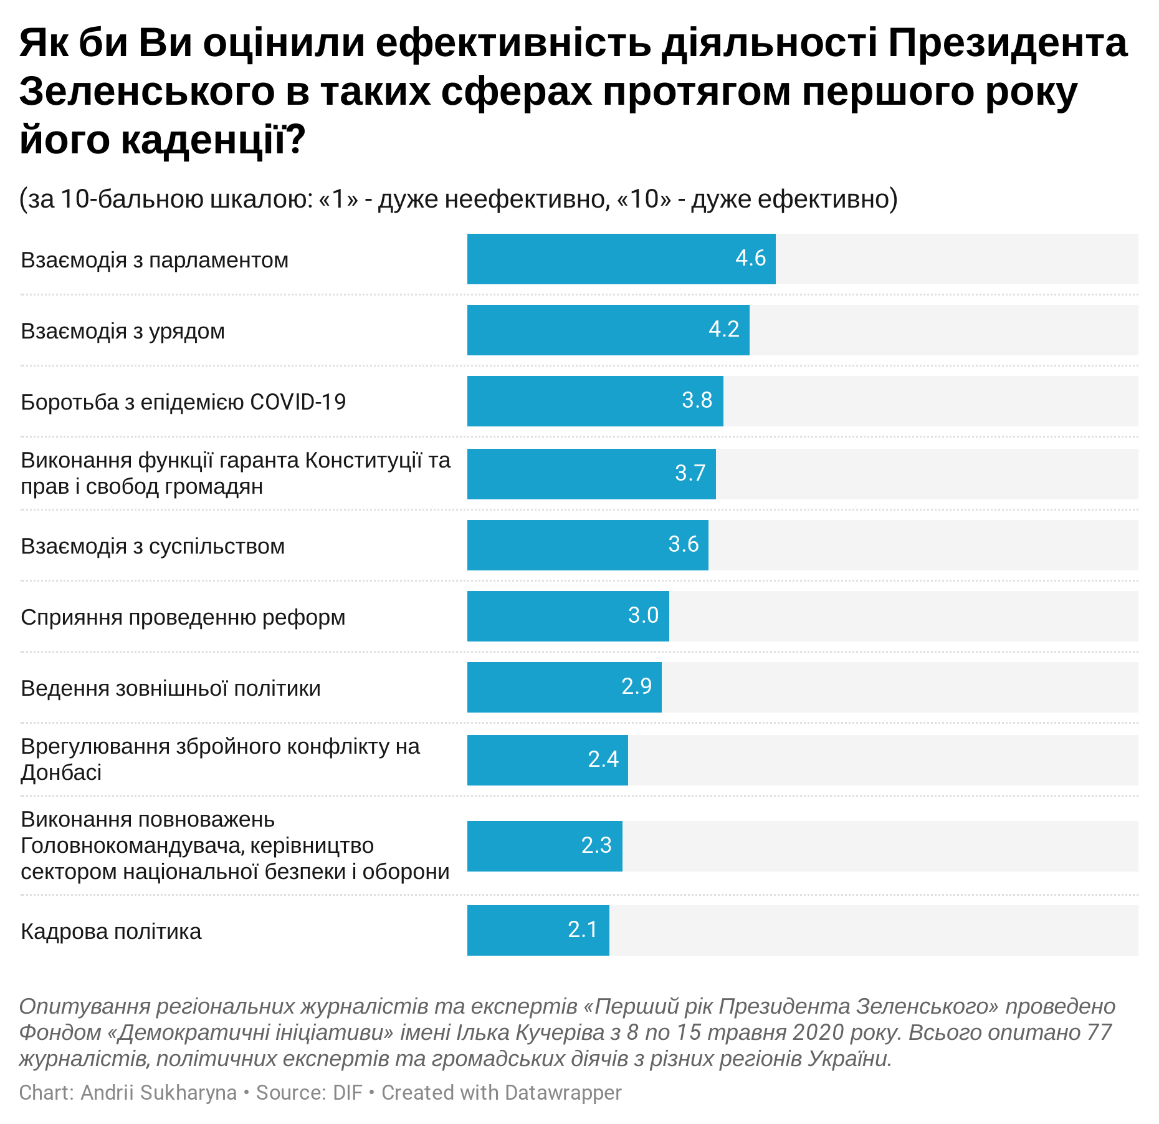 Як би Ви оцінили ефективність діяльності Президента
Зеленського в таких сферах протягом першого року
його каденції?
(за 10-бальною шкалою: «1» - дуже неефективно, «10» - дуже ефективно)
Взаємодія з парламентом
4.6
Взаємодія з урядом
4.2
Боротьба з епідемією COVID-19
3.8
Виконання функції гаранта Конституції та
прав і свобод громадян
3.7
Взаємодія з суспільством
3.6
Сприяння проведенню реформ
3.0
Ведення зовнішньої політики
2.9
Врегулювання збройного конфлікту на
Донбасі
2.4
Виконання повноважень
Головнокомандувача, керівництво
сектором національної безпеки і оборони
2.3
Кадрова політика
2.1
Опитування регіональних журналістів та експертів «Перший рік Президента Зеленського» проведено
Фондом «Демократичні ініціативи» імені Ілька Кучеріва з 8 по 15 травня 2020 року. Всього опитано 77
журналістів, політичних експертів та громадських діячів з різних регіонів України.
Chart: Andrii Sukharyna • Source: DIF • Created with Datawrapper